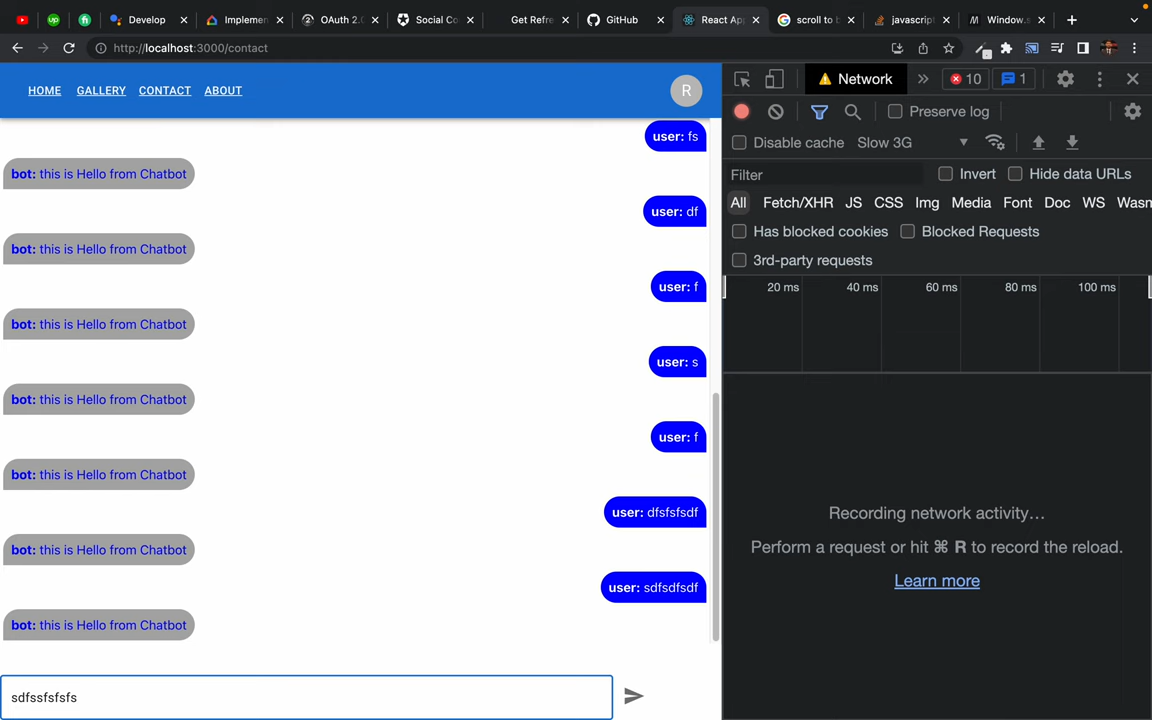 Develop
Implemen
OAuth 2.0
Social Co
Get Refre
GitHub
React App
scroll to b
javascript
Window.s
http://localhost:3000/contact
HOME GALLERY CONTACT ABOUT
R
user: fs
bot: this is Hello from Chatbot
user: df
bot: this is Hello from Chatbot
user: f
bot: this is Hello from Chatbot
user: s
bot: this is Hello from Chatbot
user: f
bot: this is Hello from Chatbot
user: dfsfsfsdf
bot: this is Hello from Chatbot
user: sdfsdfsdf
bot: this is Hello from Chatbot
sdfssfsfsfs
Network
10
1
Preserve log
Disable cache Slow 3G
Filter
Invert Hide data URLs
All Fetch/XHR JS CSS Img Media Font Doc WS Wasm
Has blocked cookies Blocked Requests
3rd-party requests
20 ms 40 ms 60 ms 80 ms 100 ms
Recording network activity…
Perform a request or hit ⌘ R to record the reload.
Learn more